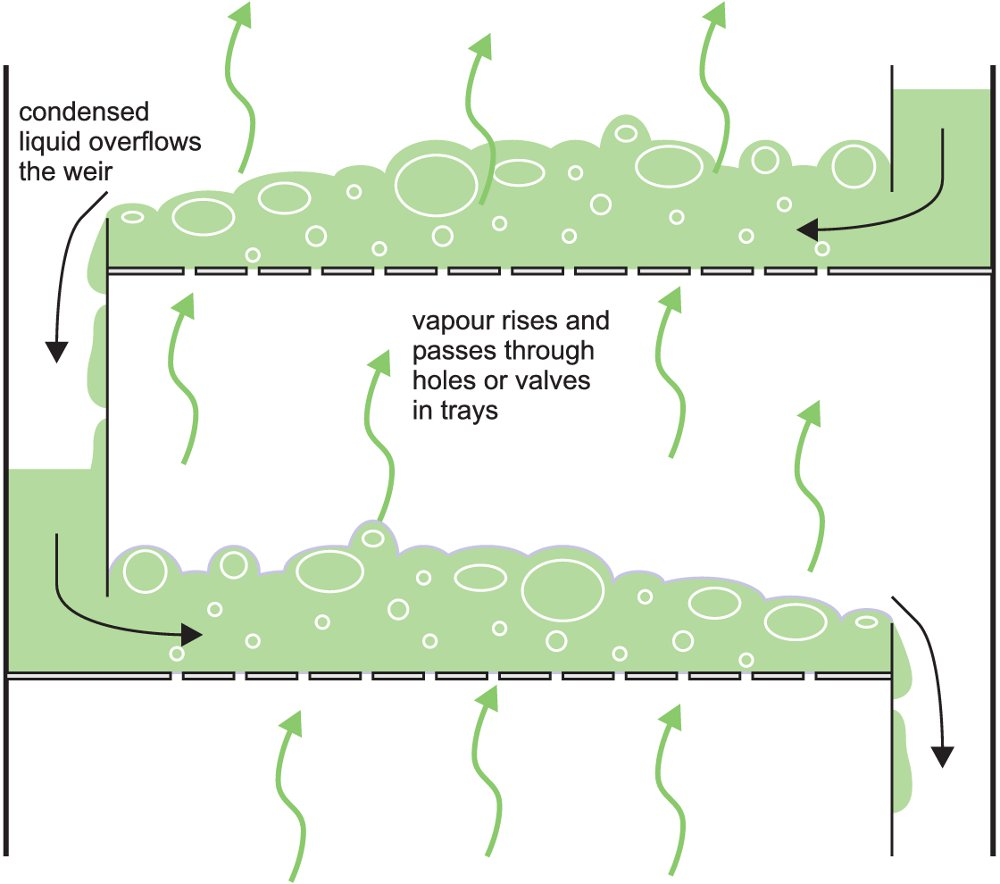 condensed
liquid overflows
the weir
vapour rises and
passes through
holes or valves
in trays